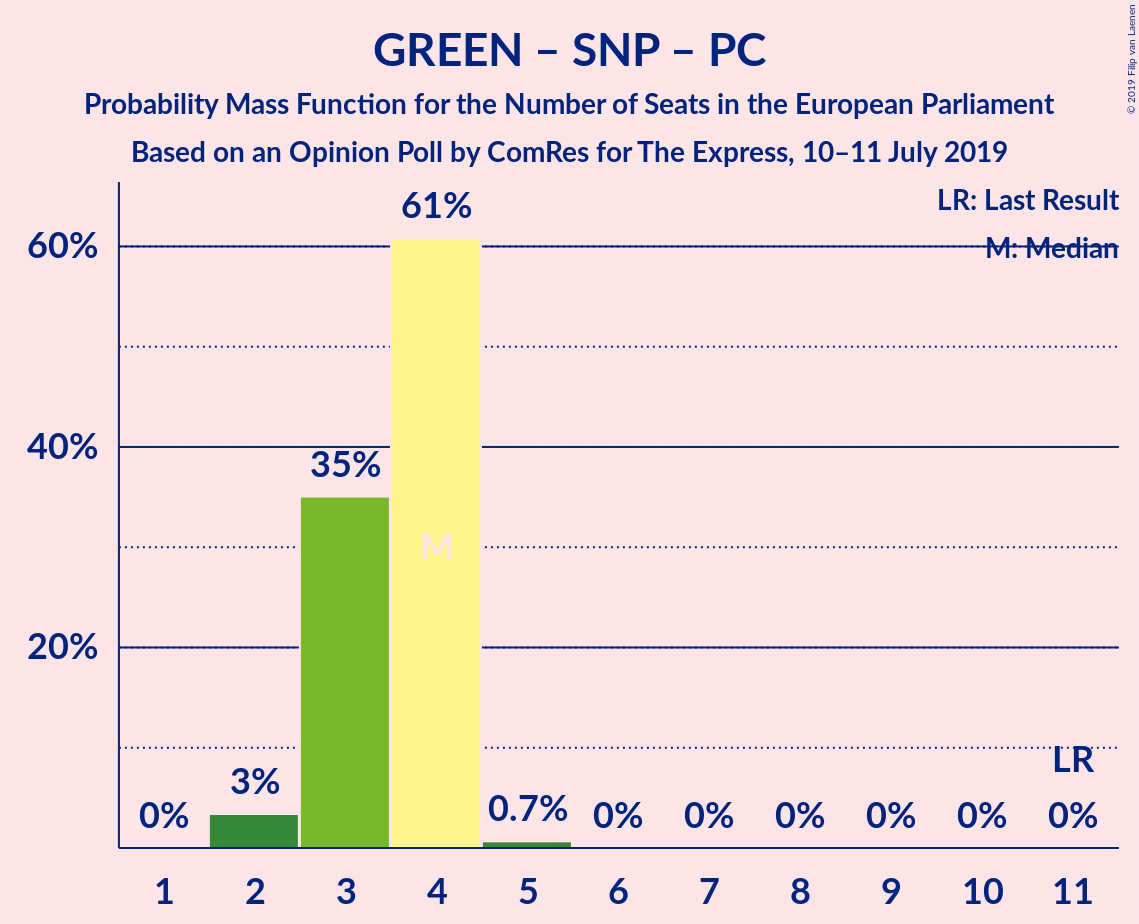 GREEN – SNP – PC
Probability Mass Function for the Number of Seats in the European Parliament
Based on an Opinion Poll by ComRes for The Express, 10–11 July 2019
© 2019 Filip van Laenen
LR: Last Result
M: Median
60%
40%
20%
0%
3%
35%
61%
M
0.7%
0%
0%
0%
0%
0%
LR
0%
1 2 3 4 5 6 7 8 9 10 11